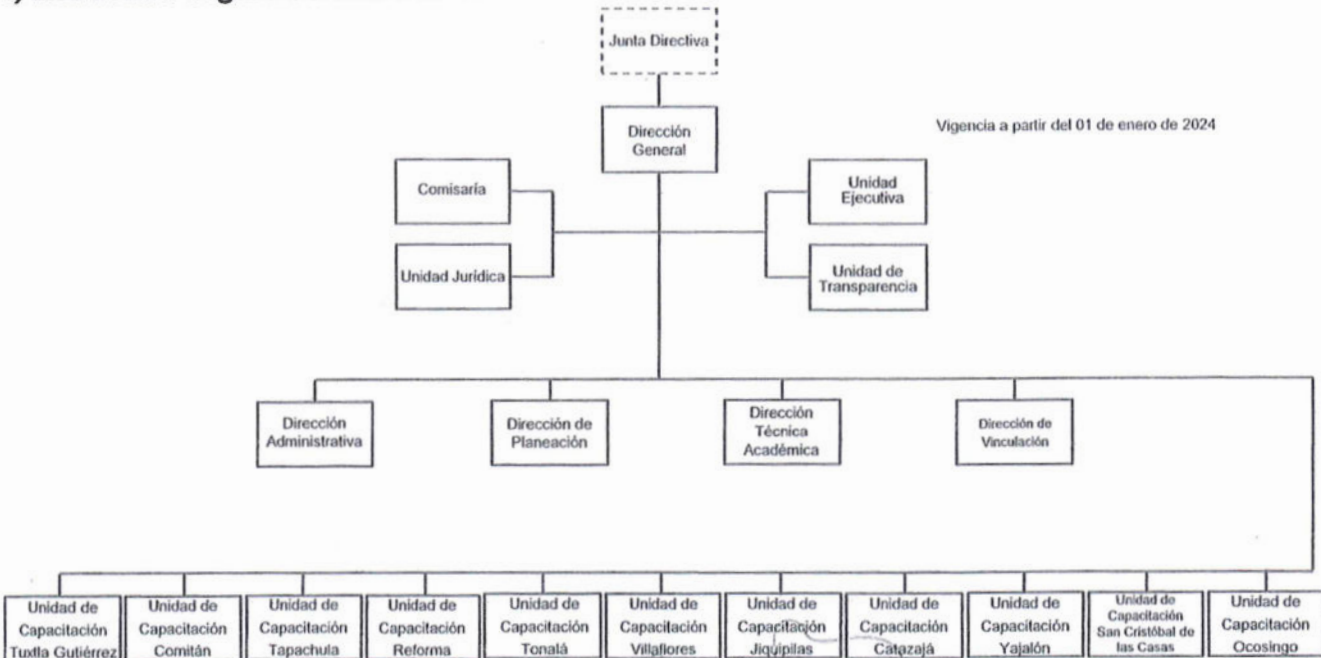 Junta Directiva
Dirección
General
Vigencia a partir del 01 de enero de 2024
Comisaría
Unidad
Ejecutiva
Unidad Jurídica
Unidad de
Transparencia
Dirección
Administrativa
Dirección de
Planeación
Dirección
Técnica
Académica
Dirección de
Vinculación
Unidad de
Capacitación
Tuxtla Gutiérrez
Unidad de
Capacitación
Comitán
Unidad de
Capacitación
Tapachula
Unidad de
Capacitación
Reforma
Unidad de
Capacitación
Tonalá
Unidad de
Capacitación
Villaflores
Unidad de
Capacitación
Jiquipilas
Unidad de
Capacitación
Catazajá
Unidad de
Capacitación
Yajalón
Unidad de
Capacitación
San Cristóbal de
las Casas
Unidad de
Capacitación
Ocosingo